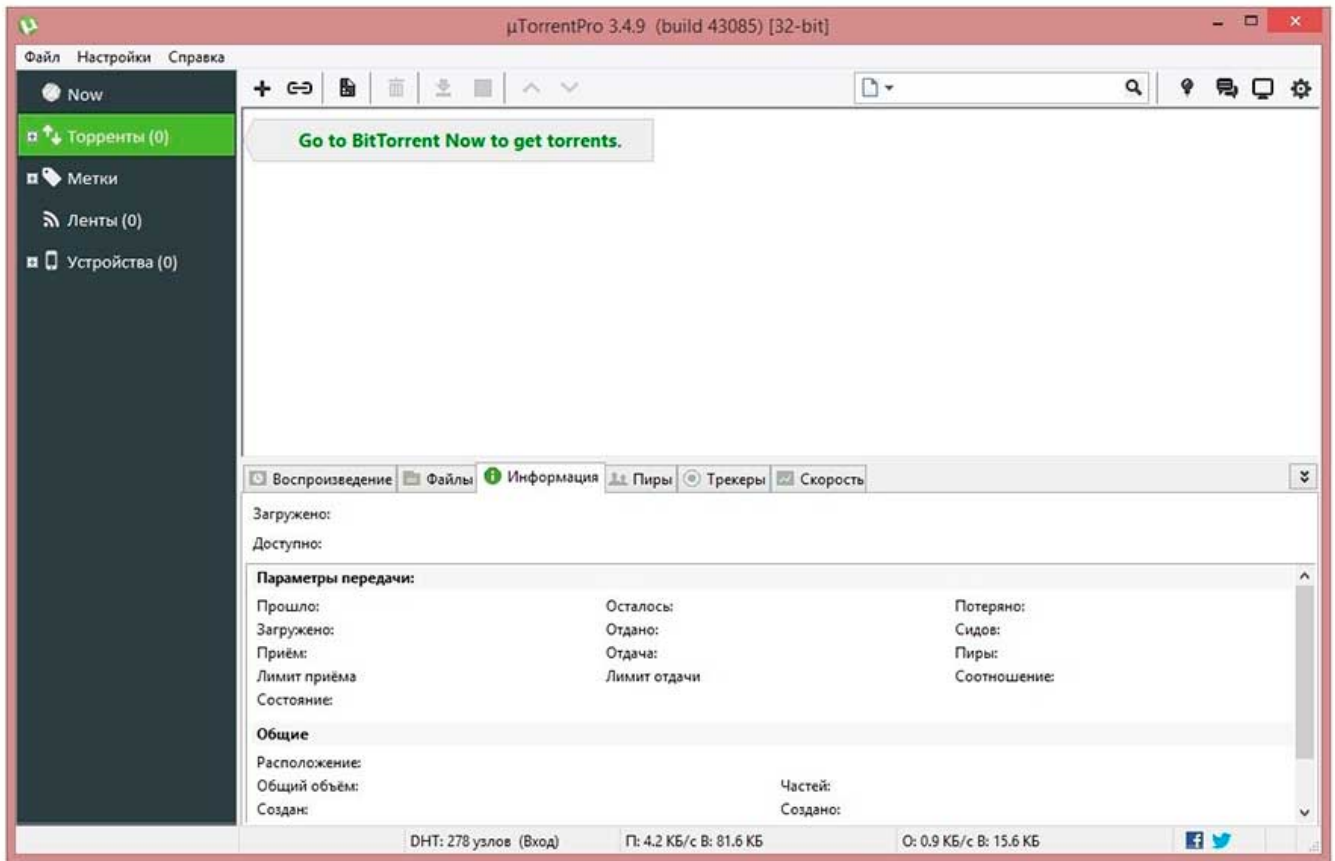 µTorrentPro 3.4.9 (build 43085) [32-bit]
Файл Настройки Справка
Now
Торренты (0)
Метки
Ленты (0)
Устройства (0)
Go to BitTorrent Now to get torrents.
Воспроизведение Файлы Информация Пиры Трекеры Скорость
Загружено:
Доступно:
Параметры передачи:
Прошло: Осталось: Потеряно:
Загружено: Отдано: Сидов:
Приём: Отдача: Пиры:
Лимит приёма Лимит отдачи Соотношение:
Состояние:
Общие
Расположение:
Общий объём: Частей:
Создан: Создано:
DHT: 278 узлов (Вход) П: 4.2 КБ/с В: 81.6 КБ О: 0.9 КБ/с В: 15.6 КБ